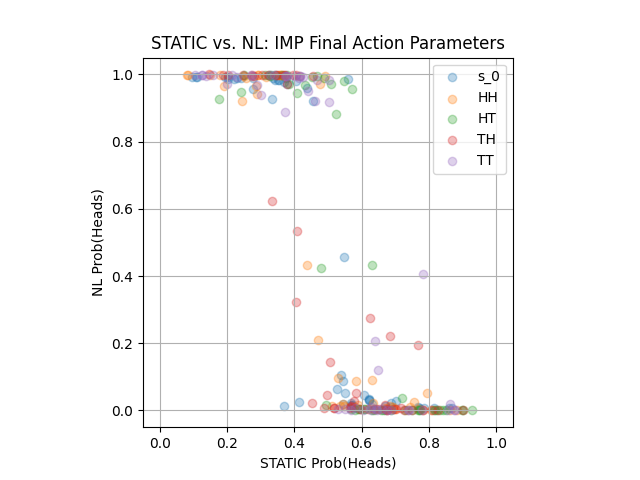 STATIC vs. NL: IMP Final Action Parameters
1.0
0.8
0.6
0.4
0.2
0.0
NL Prob(Heads)
s_0
HH
HT
TH
TT
0.0 0.2 0.4 0.6 0.8 1.0
STATIC Prob(Heads)